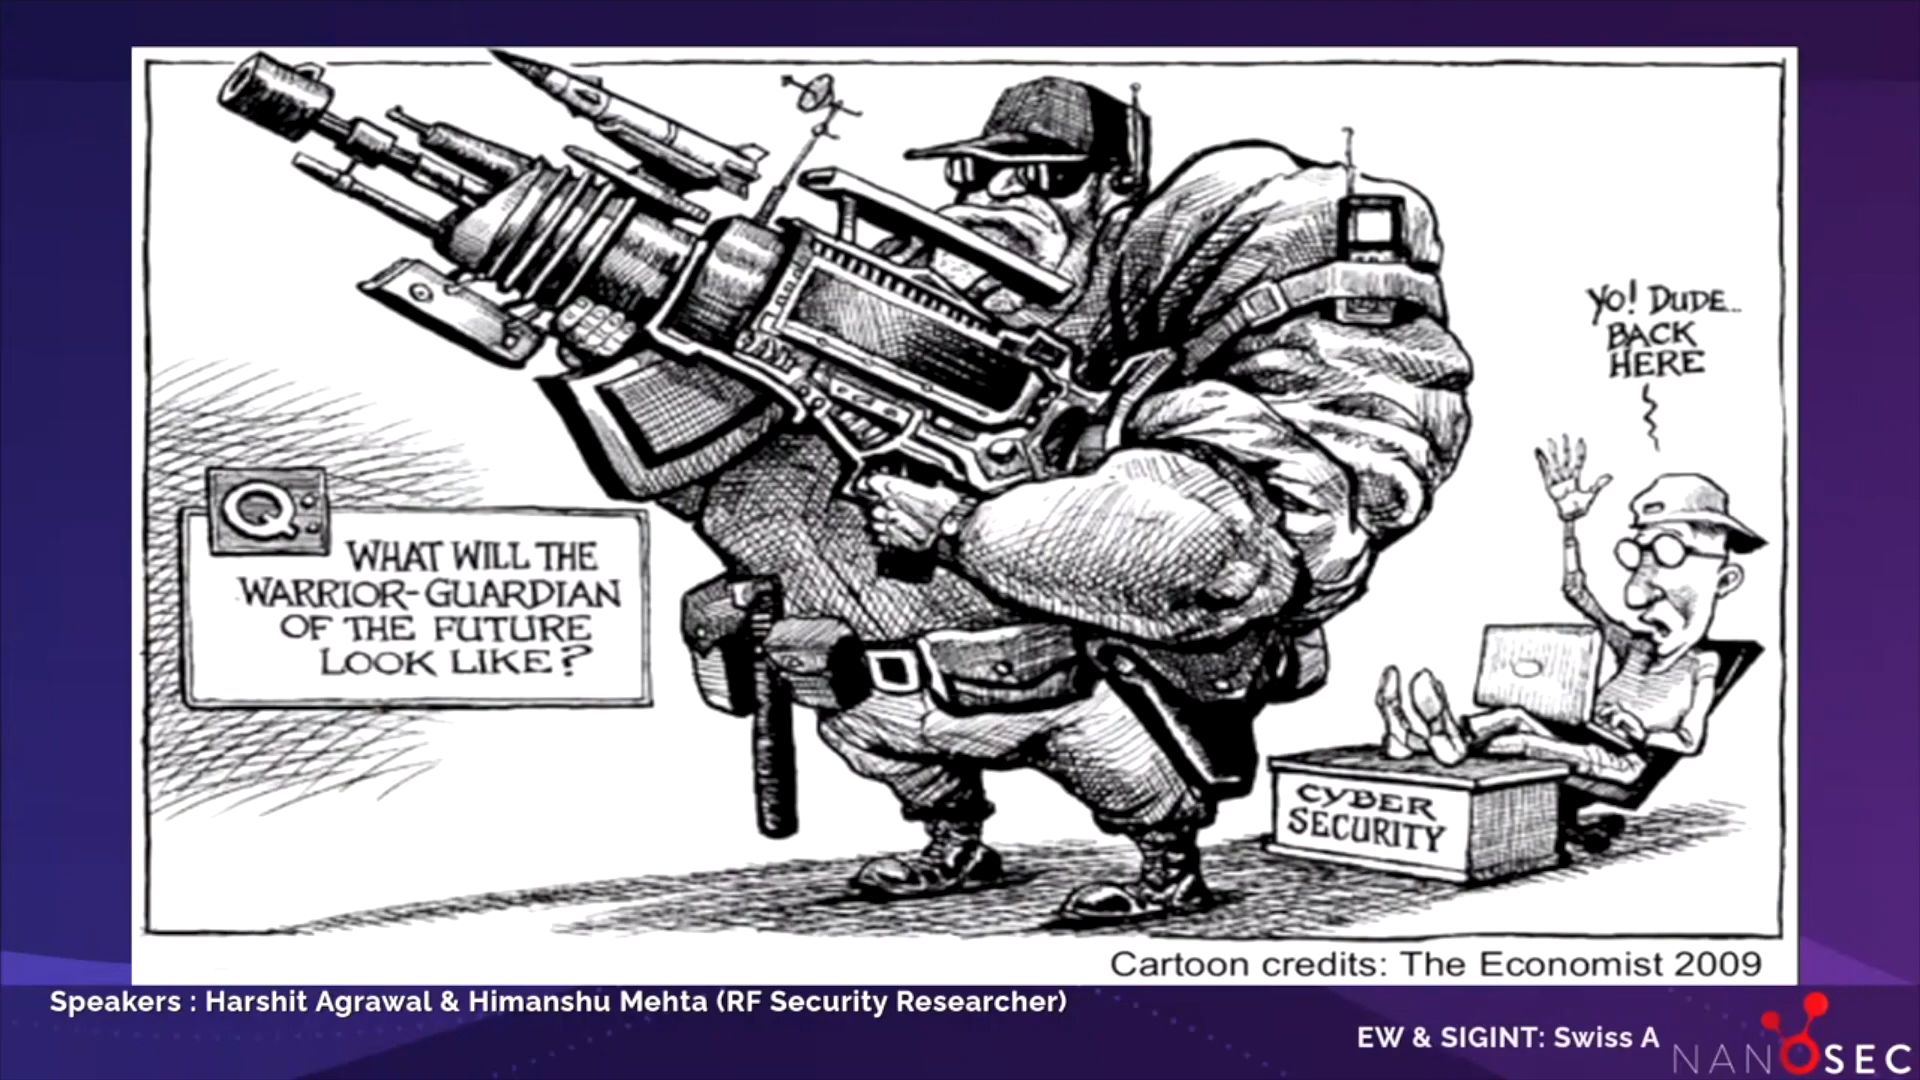 YO! DUDE..
BACK
HERE
Q
WHAT WILL THE
WARRIOR-GUARDIAN
OF THE FUTURE
LOOK LIKE?
CYBER
SECURITY
Cartoon credits: The Economist 2009
Speakers : Harshit Agrawal & Himanshu Mehta (RF Security Researcher)
EW & SIGINT: Swiss A
NANOSEC